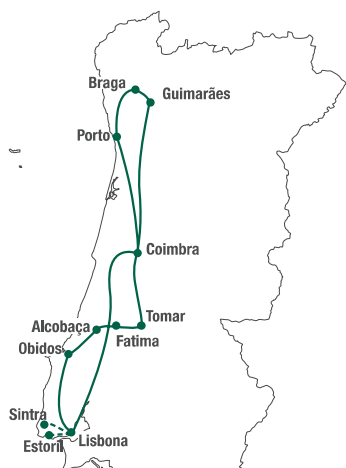 Braga
Guimarães
Porto
Coimbra
Tomar
Alcobaça
Fatima
Obidos
Sintra
Estoril
Lisbona